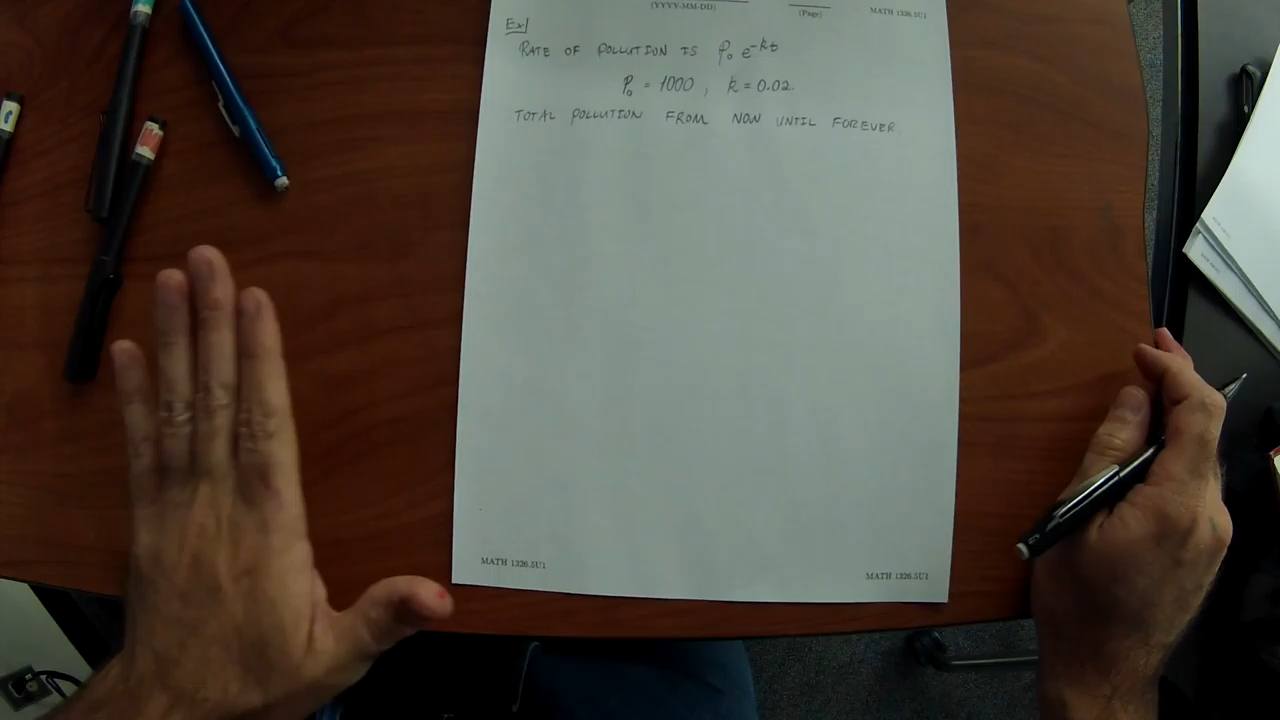 (YYYY-MM-DD) (Page) MATH 1326.5U1
Ex1
RATE OF POLLUTION IS P₀ e^{-kt}
P₀ = 1000 , k = 0.02.
TOTAL POLLUTION FROM NOW UNTIL FOREVER
MATH 1326.5U1 MATH 1326.5U1